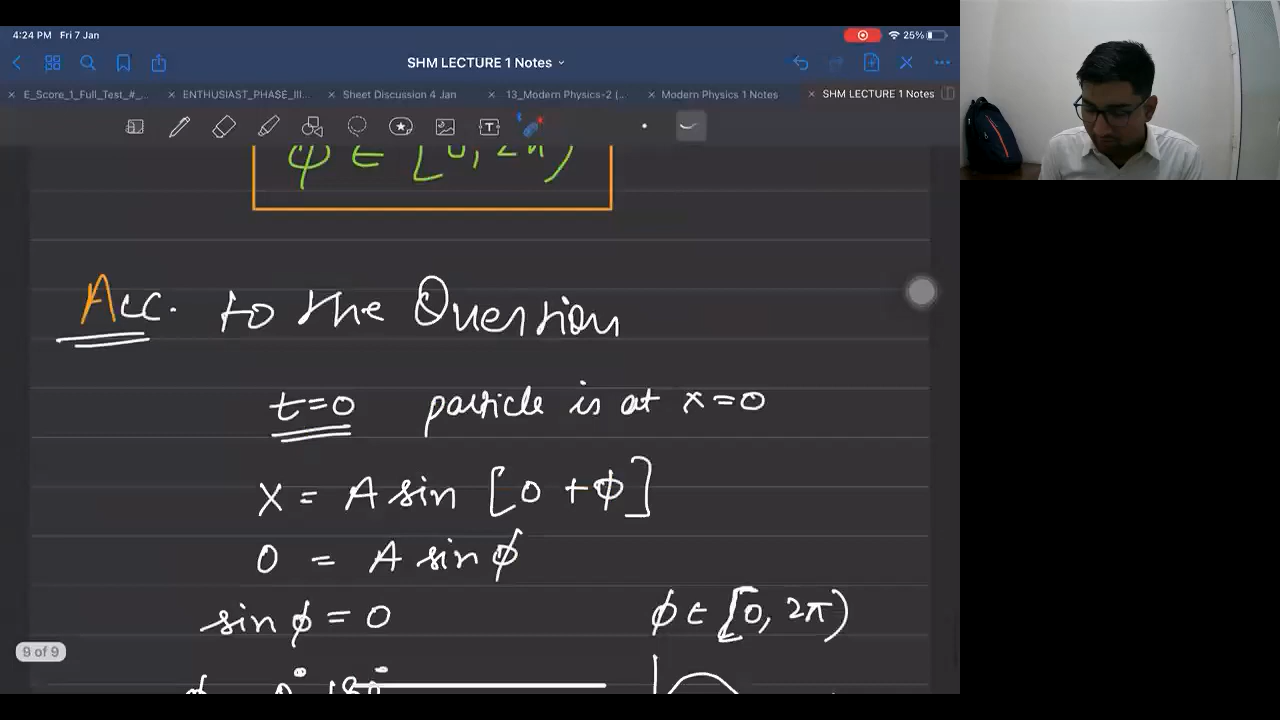 4:24 PM Fri 7 Jan
25%
SHM LECTURE 1 Notes
E_Score_1_Full_Test_#_...
ENTHUSIAST_PHASE_III...
Sheet Discussion 4 Jan
13_Modern Physics-2 (...
Modern Physics 1 Notes
SHM LECTURE 1 Notes
ϕ ∈ [0, 2π)
Acc. to the Question
t=0 particle is at x=0
x = A sin [0 + ϕ]
0 = A sin ϕ
sin ϕ = 0
ϕ ∈ [0, 2π)
9 of 9